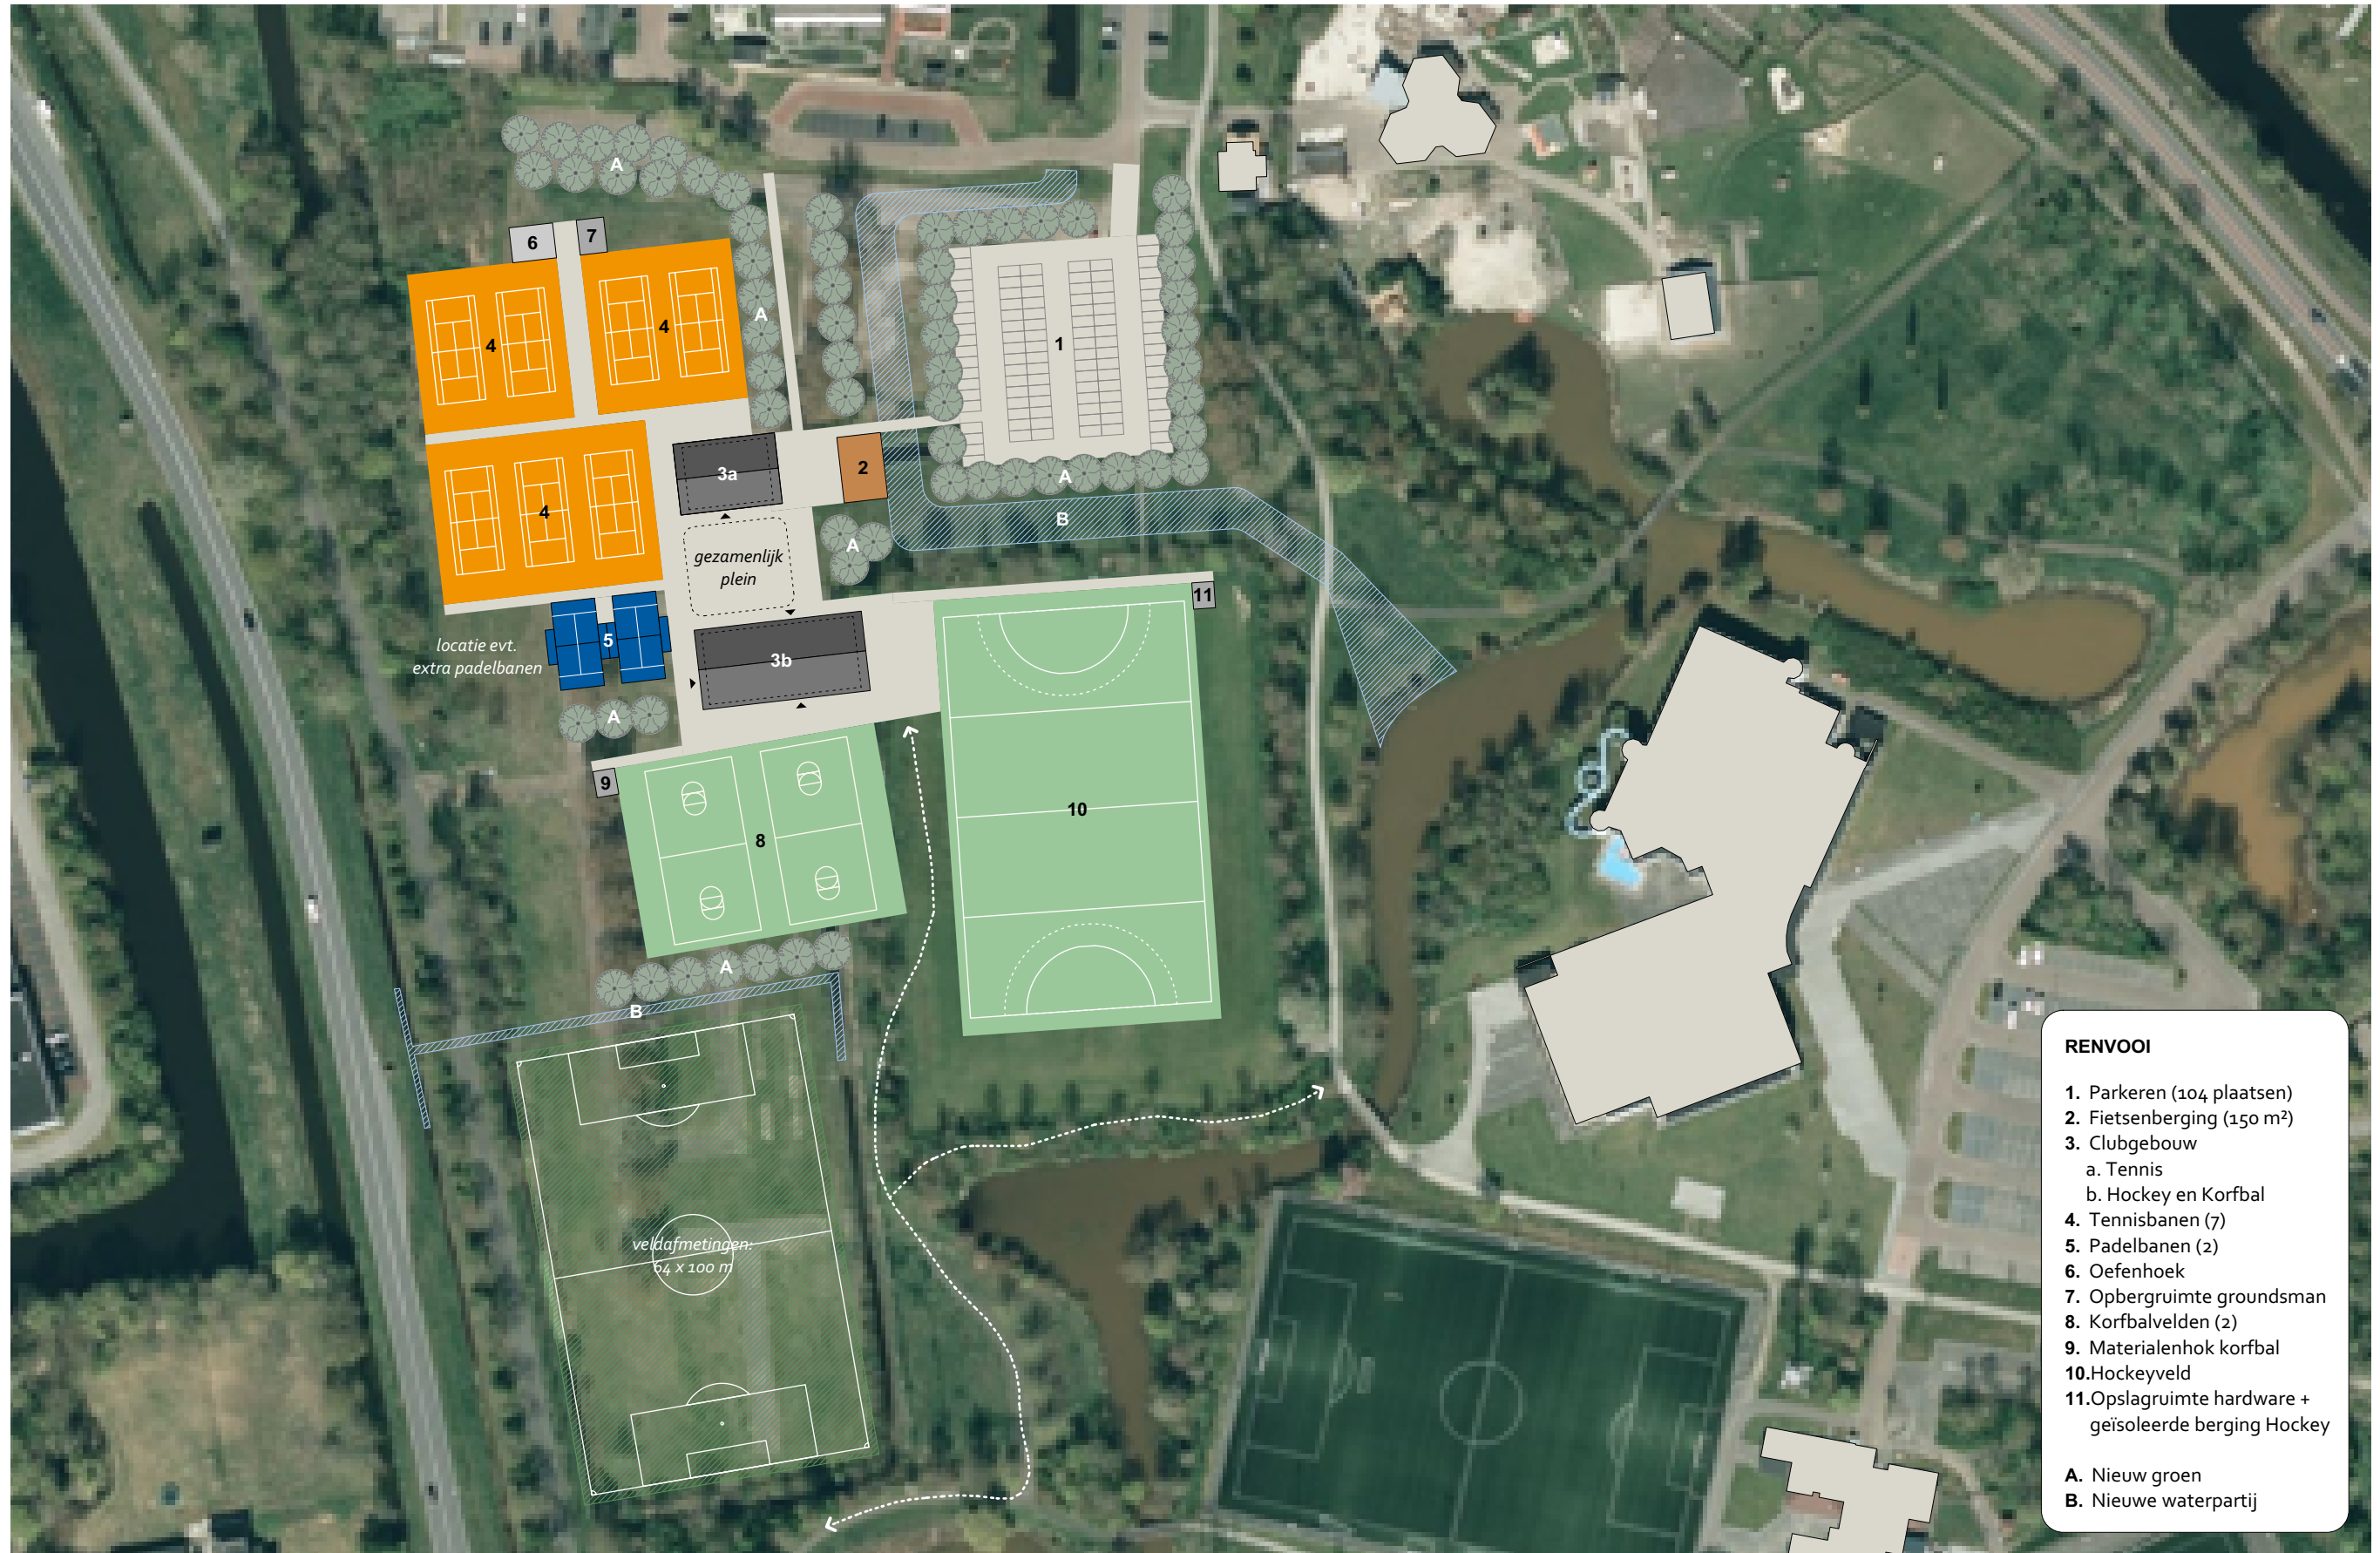 A
6
7
4
4
A
1
3a
2
A
4
B
gezamenlijk
plein
A
11
locatie evt.
extra padelbanen
5
3b
A
9
10
8
A
B
veldafmetingen:
64 x 100 m
RENVOOI
1. Parkeren (104 plaatsen)
2. Fietsenberging (150 m²)
3. Clubgebouw
a. Tennis
b. Hockey en Korfbal
4. Tennisbanen (7)
5. Padelbanen (2)
6. Oefenhoek
7. Opbergruimte groundsman
8. Korfbalvelden (2)
9. Materialenhok korfbal
10.Hockeyveld
11.Opslagruimte hardware +
geïsoleerde berging Hockey
A. Nieuw groen
B. Nieuwe waterpartij